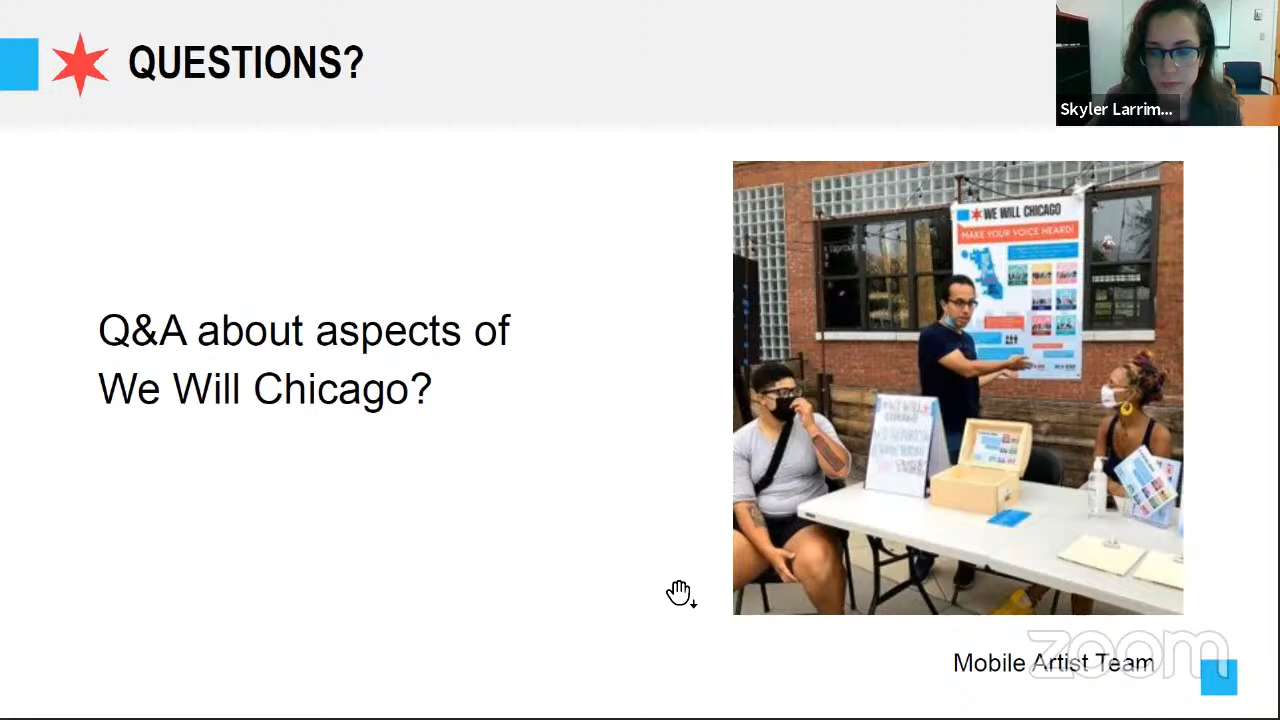 QUESTIONS?
Skyler Larrim...
Q&A about aspects of
We Will Chicago?
WE WILL CHICAGO
MAKE YOUR VOICE HEARD!
Mobile Artist Team
zoom